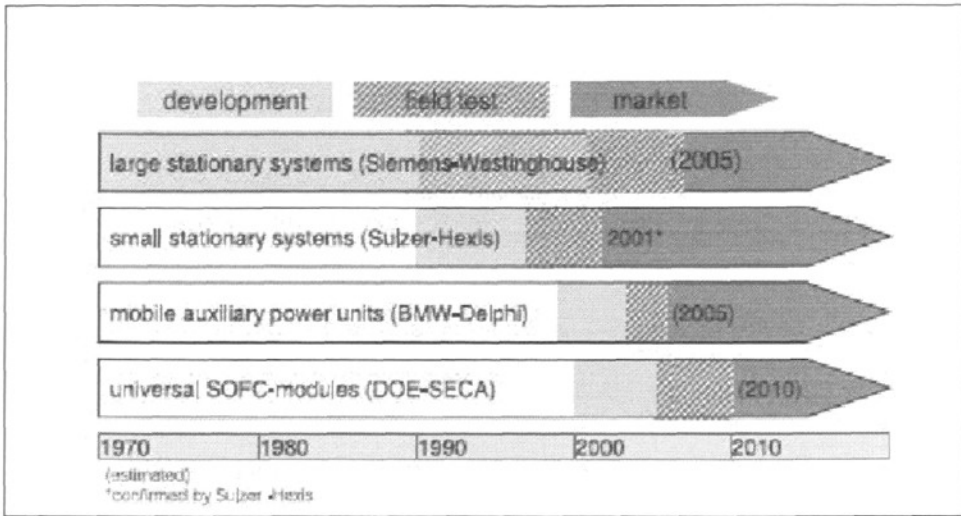 development field test market
large stationary systems (Siemens-Westinghouse) (2005)
small stationary systems (Sulzer-Hexis) 2001*
mobile auxiliary power units (BMW-Delphi) (2005)
universal SOFC-modules (DOE-SECA) (2010)
1970 1980 1990 2000 2010
(estimated)
*confirmed by Sulzer -Hexis